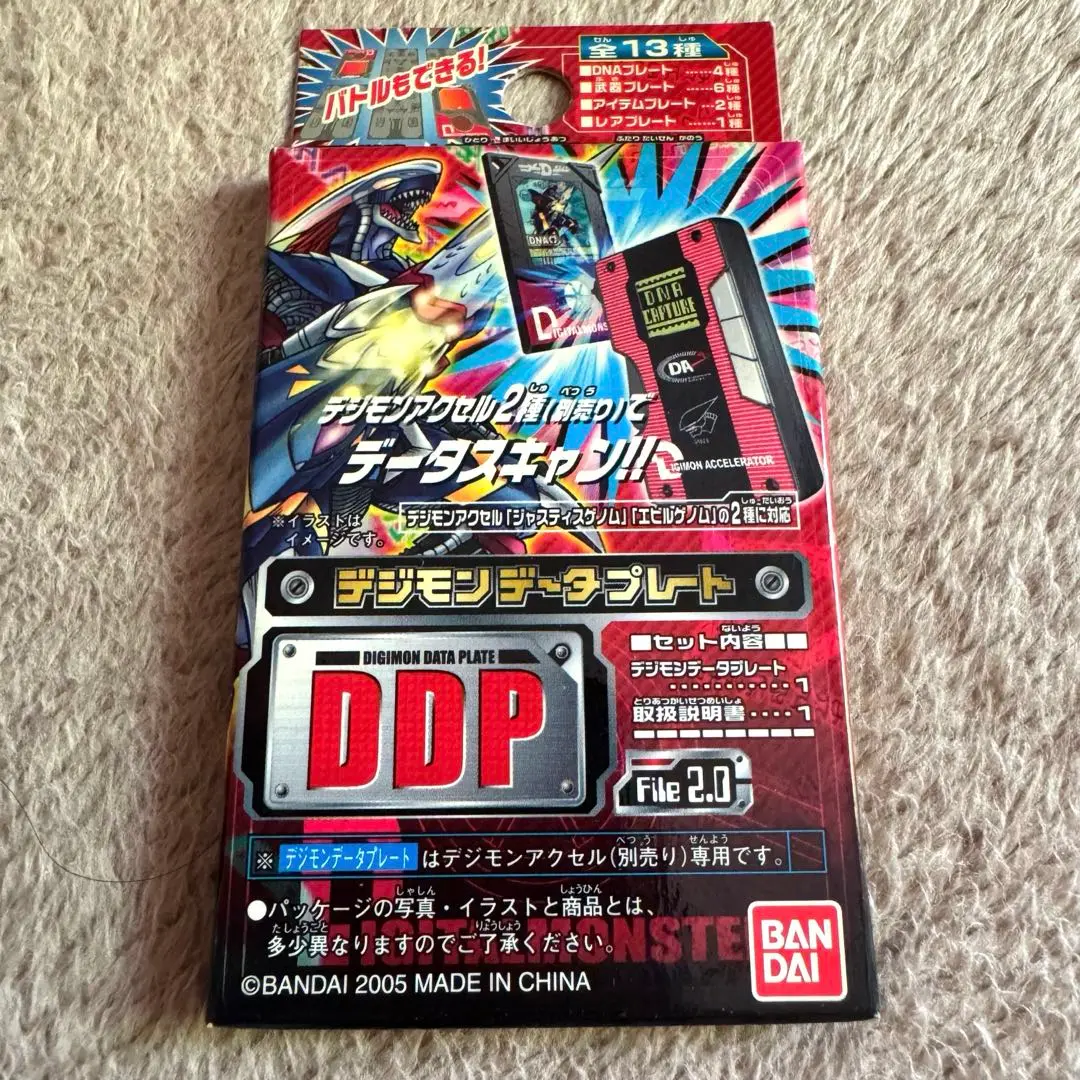 バトルもできる!
全13種
■DNAプレート ……4種
■武器プレート ……6種
■アイテムプレート …2種
■レアプレート ……1種
DNA
DIGITALMONS
DNA
CAPTURE
DA
DIGIMON ACCELERATOR
デジモンアクセル2種(別売り)で
データスキャン!!
※イラストは
イメージです。
デジモンアクセル「ジャスティスゲノム」「エビルゲノム」の2種に対応
デジモンデータプレート
DIGIMON DATA PLATE
DDP
■セット内容■■
デジモンデータプレート
…………1
取扱説明書‥‥1
File 2.0
※デジモンデータプレートはデジモンアクセル(別売り)専用です。
●パッケージの写真・イラストと商品とは、
多少異なりますのでご了承ください。
DIGITALMONSTE
©BANDAI 2005 MADE IN CHINA
BAN
DAI